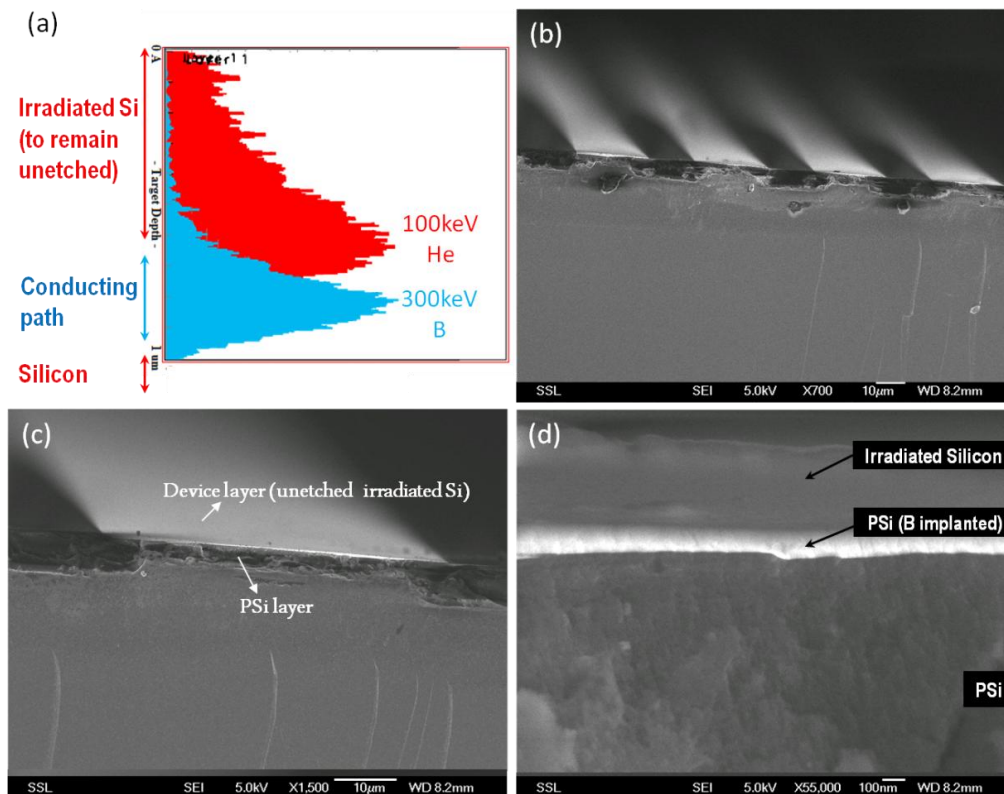 (a)
0 A
Layer 1 1
Irradiated Si
(to remain
unetched)
- Target Depth -
100keV
He
Conducting
path
300keV
B
1 um
Silicon
(b)
SSL SEI 5.0kV X700 10μm WD 8.2mm
(c)
Device layer (unetched irradiated Si)
PSi layer
SSL SEI 5.0kV X1,500 10μm WD 8.2mm
(d)
Irradiated Silicon
PSi (B implanted)
PSi
SSL SEI 5.0kV X55,000 100nm WD 8.2mm